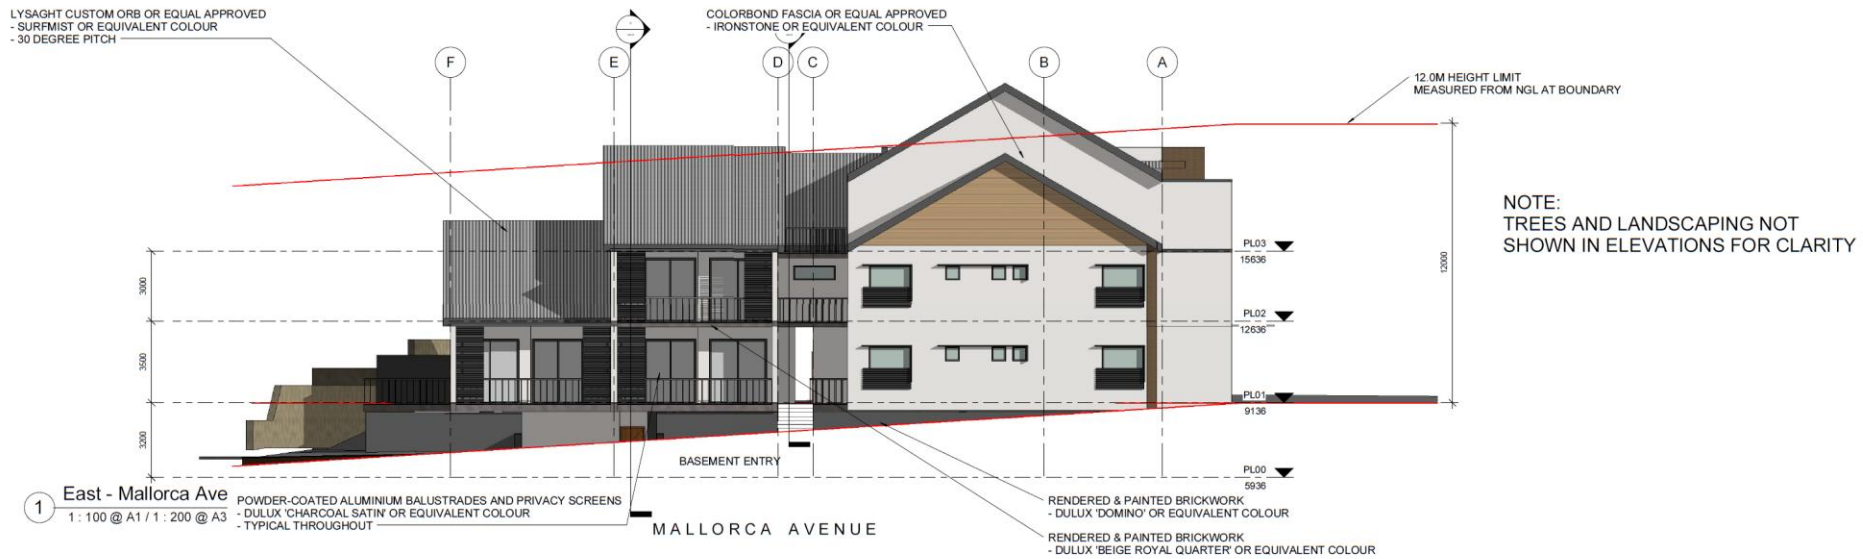 LYSAGHT CUSTOM ORB OR EQUAL APPROVED
- SURFMIST OR EQUIVALENT COLOUR
- 30 DEGREE PITCH
COLORBOND FASCIA OR EQUAL APPROVED
- IRONSTONE OR EQUIVALENT COLOUR
F
E
D
C
B
A
12.0M HEIGHT LIMIT
MEASURED FROM NGL AT BOUNDARY
NOTE:
TREES AND LANDSCAPING NOT
SHOWN IN ELEVATIONS FOR CLARITY
PL03
15636
PL02
12636
PL01
9136
PL00
5936
12000
3000
3500
3200
BASEMENT ENTRY
1
East - Mallorca Ave
1 : 100 @ A1 / 1 : 200 @ A3
POWDER-COATED ALUMINIUM BALUSTRADES AND PRIVACY SCREENS
- DULUX 'CHARCOAL SATIN' OR EQUIVALENT COLOUR
- TYPICAL THROUGHOUT
MALLORCA AVENUE
RENDERED & PAINTED BRICKWORK
- DULUX 'DOMINO' OR EQUIVALENT COLOUR
RENDERED & PAINTED BRICKWORK
- DULUX 'BEIGE ROYAL QUARTER' OR EQUIVALENT COLOUR